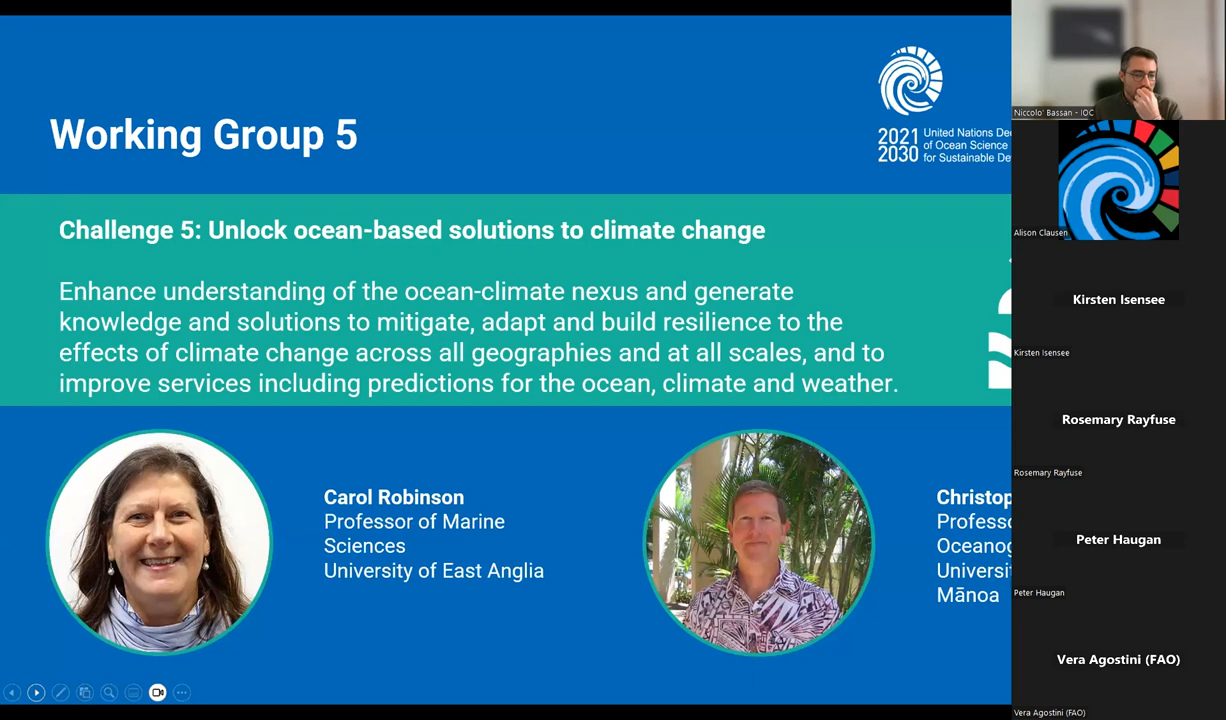 Working Group 5
2021
2030
United Nations De
of Ocean Science
for Sustainable De
Challenge 5: Unlock ocean-based solutions to climate change
Enhance understanding of the ocean-climate nexus and generate
knowledge and solutions to mitigate, adapt and build resilience to the
effects of climate change across all geographies and at all scales, and to
improve services including predictions for the ocean, climate and weather.
Carol Robinson
Professor of Marine
Sciences
University of East Anglia
Christop
Profess
Oceanog
Universit
Mānoa
Niccolo' Bassan - IOC
Alison Clausen
Kirsten Isensee
Kirsten Isensee
Rosemary Rayfuse
Rosemary Rayfuse
Peter Haugan
Peter Haugan
Vera Agostini (FAO)
Vera Agostini (FAO)